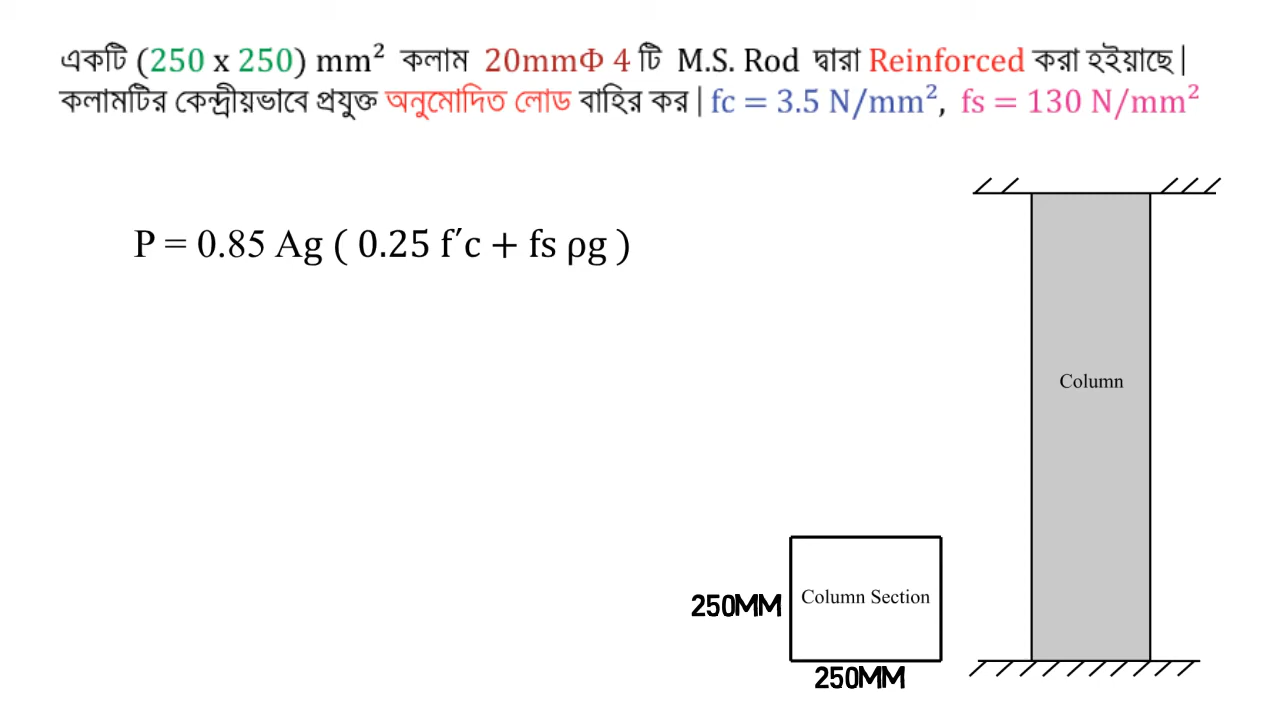 একটি (250 x 250) mm² কলাম 20mmΦ 4 টি M.S. Rod দ্বারা Reinforced করা হইয়াছে|
কলামটির কেন্দ্রীয়ভাবে প্রযুক্ত অনুমোদিত লোড বাহির কর| fc = 3.5 N/mm², fs = 130 N/mm²
P = 0.85 Ag ( 0.25 f′c + fs ρg )
Column
Column Section
250MM
250MM